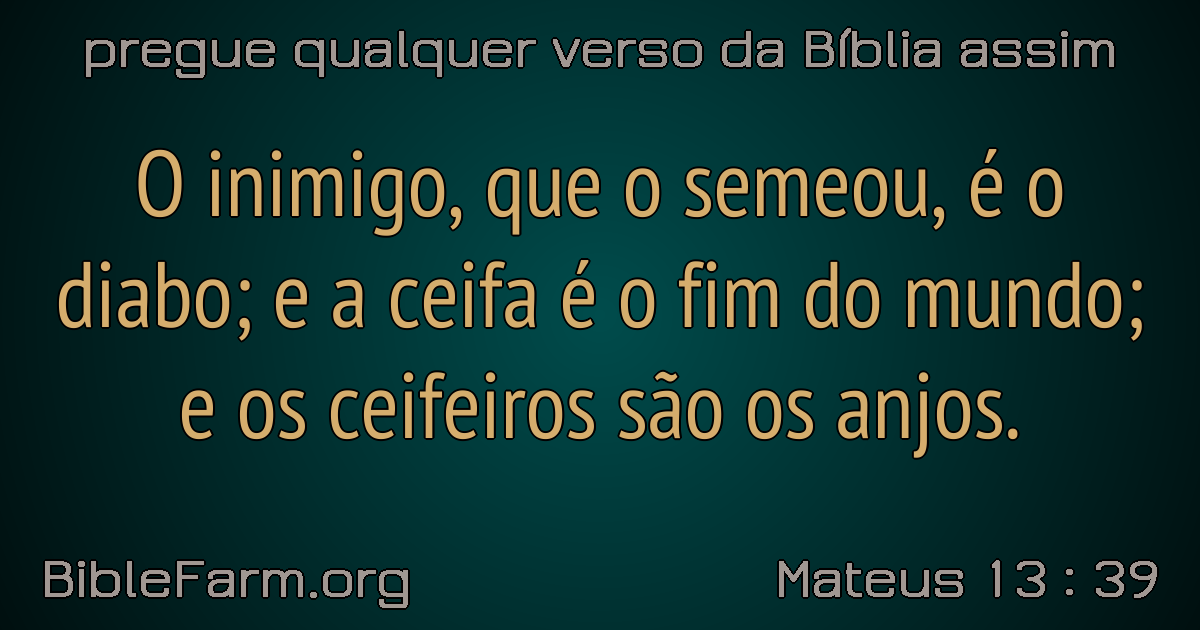 pregue qualquer verso da Bíblia assim
O inimigo, que o semeou, é o
diabo; e a ceifa é o fim do mundo;
e os ceifeiros são os anjos.
BibleFarm.org
Mateus 13 : 39